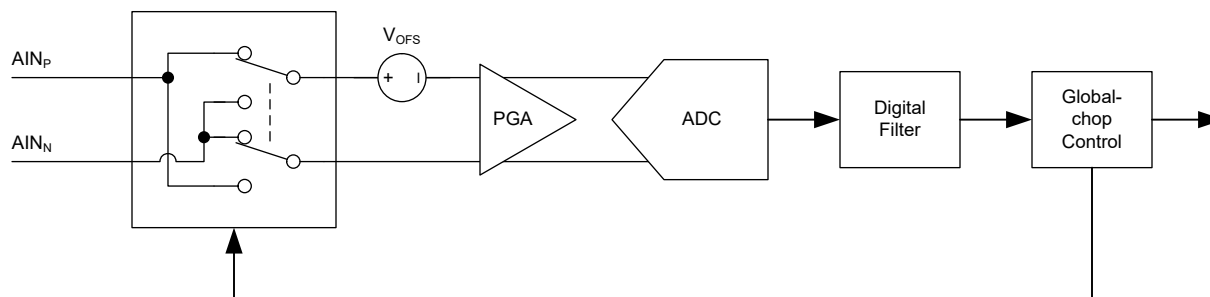 AINP
AINN
VOFS
+
-
PGA
ADC
Digital
Filter
Global-
chop
Control